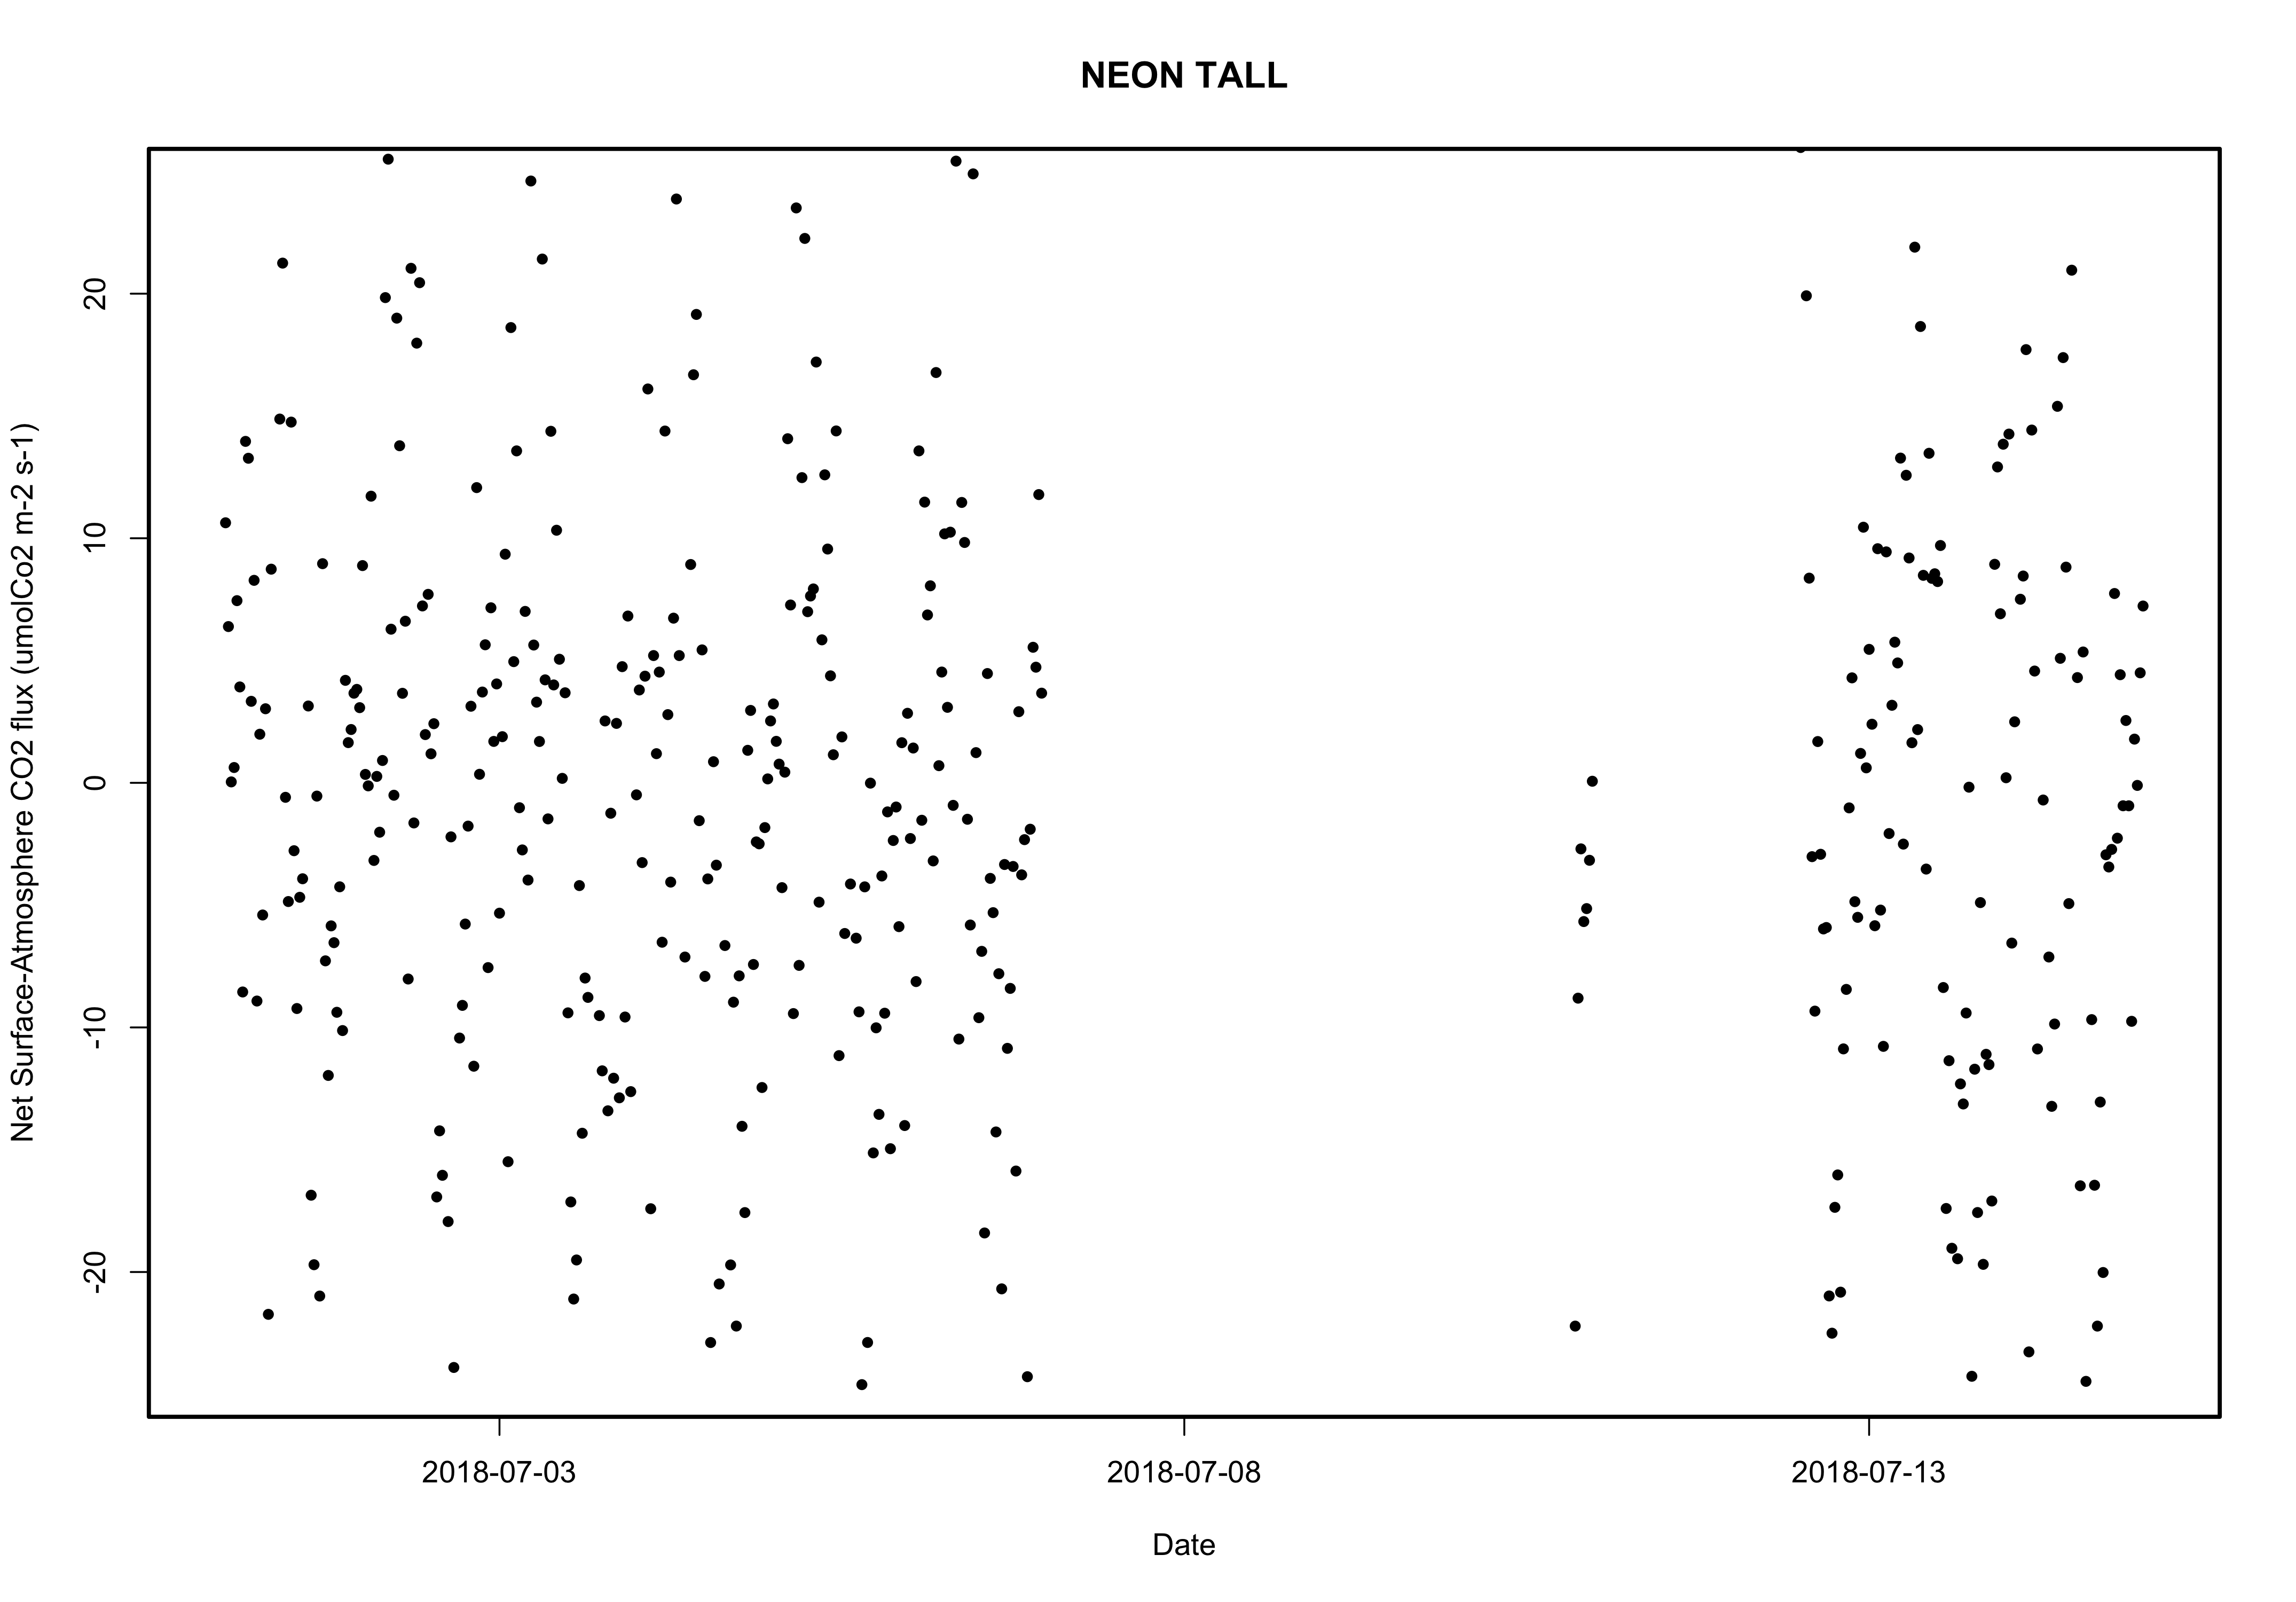 NEON TALL
Net Surface-Atmosphere CO2 flux (umolCo2 m-2 s-1)
20
10
0
-10
-20
2018-07-03
2018-07-08
2018-07-13
Date